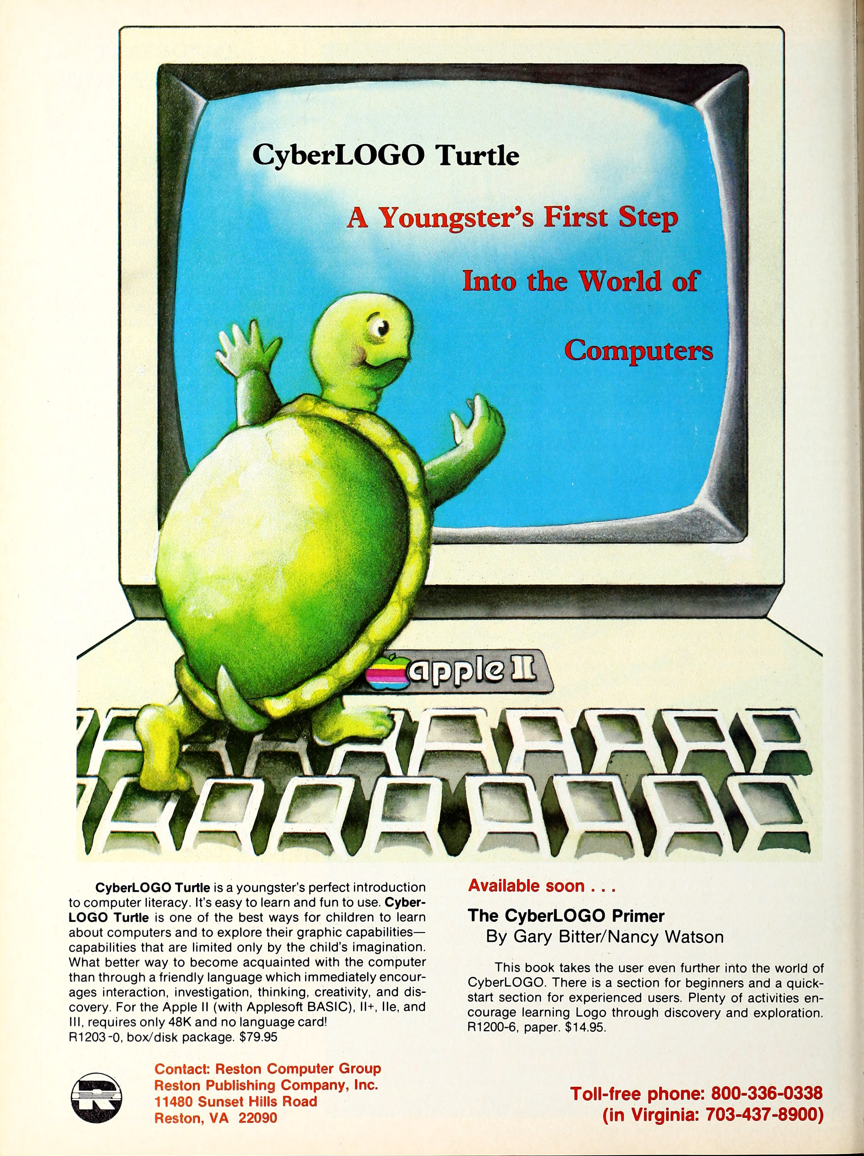 CyberLOGO Turtle
A Youngster's First Step
Into the World of
Computers
apple II
CyberLOGO Turtle is a youngster's perfect introduction
to computer literacy. It's easy to learn and fun to use. Cyber-
LOGO Turtle is one of the best ways for children to learn
about computers and to explore their graphic capabilities—
capabilities that are limited only by the child's imagination.
What better way to become acquainted with the computer
than through a friendly language which immediately encour-
ages interaction, investigation, thinking, creativity, and dis-
covery. For the Apple II (with Applesoft BASIC), II+, IIe, and
III, requires only 48K and no language card!
R1203-0, box/disk package. $79.95
Available soon . . .
The CyberLOGO Primer
By Gary Bitter/Nancy Watson
This book takes the user even further into the world of
CyberLOGO. There is a section for beginners and a quick-
start section for experienced users. Plenty of activities en-
courage learning Logo through discovery and exploration.
R1200-6, paper. $14.95.
R
Contact: Reston Computer Group
Reston Publishing Company, Inc.
11480 Sunset Hills Road
Reston, VA 22090
Toll-free phone: 800-336-0338
(in Virginia: 703-437-8900)